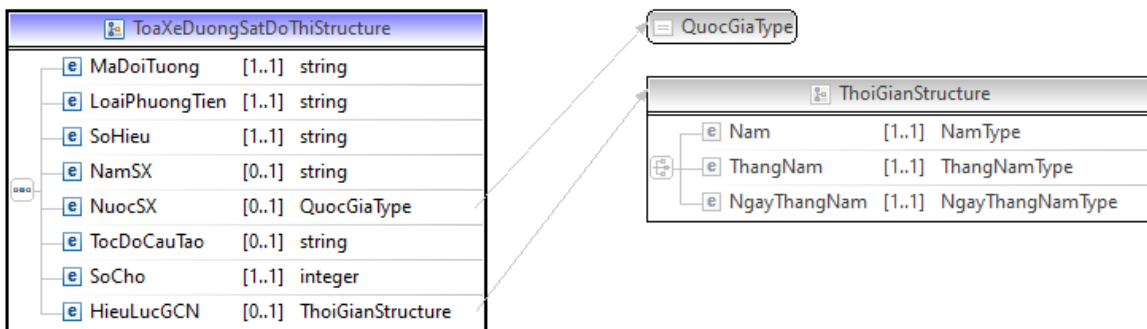 ToaXeDuongSatDoThiStructure
MaDoiTuong [1..1] string
LoaiPhuongTien [1..1] string
SoHieu [1..1] string
NamSX [0..1] string
NuocSX [0..1] QuocGiaType
TocDoCauTao [0..1] string
SoCho [1..1] integer
HieuLucGCN [0..1] ThoiGianStructure
QuocGiaType
ThoiGianStructure
Nam [1..1] NamType
ThangNam [1..1] ThangNamType
NgayThangNam [1..1] NgayThangNamType